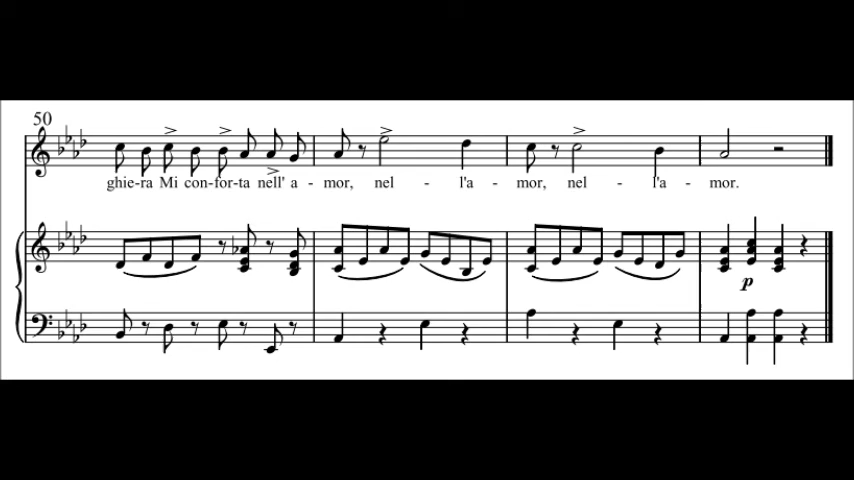 50
ghie-ra Mi con-for-ta nell' a - mor, nel - l'a - mor, nel - l'a - mor.
p